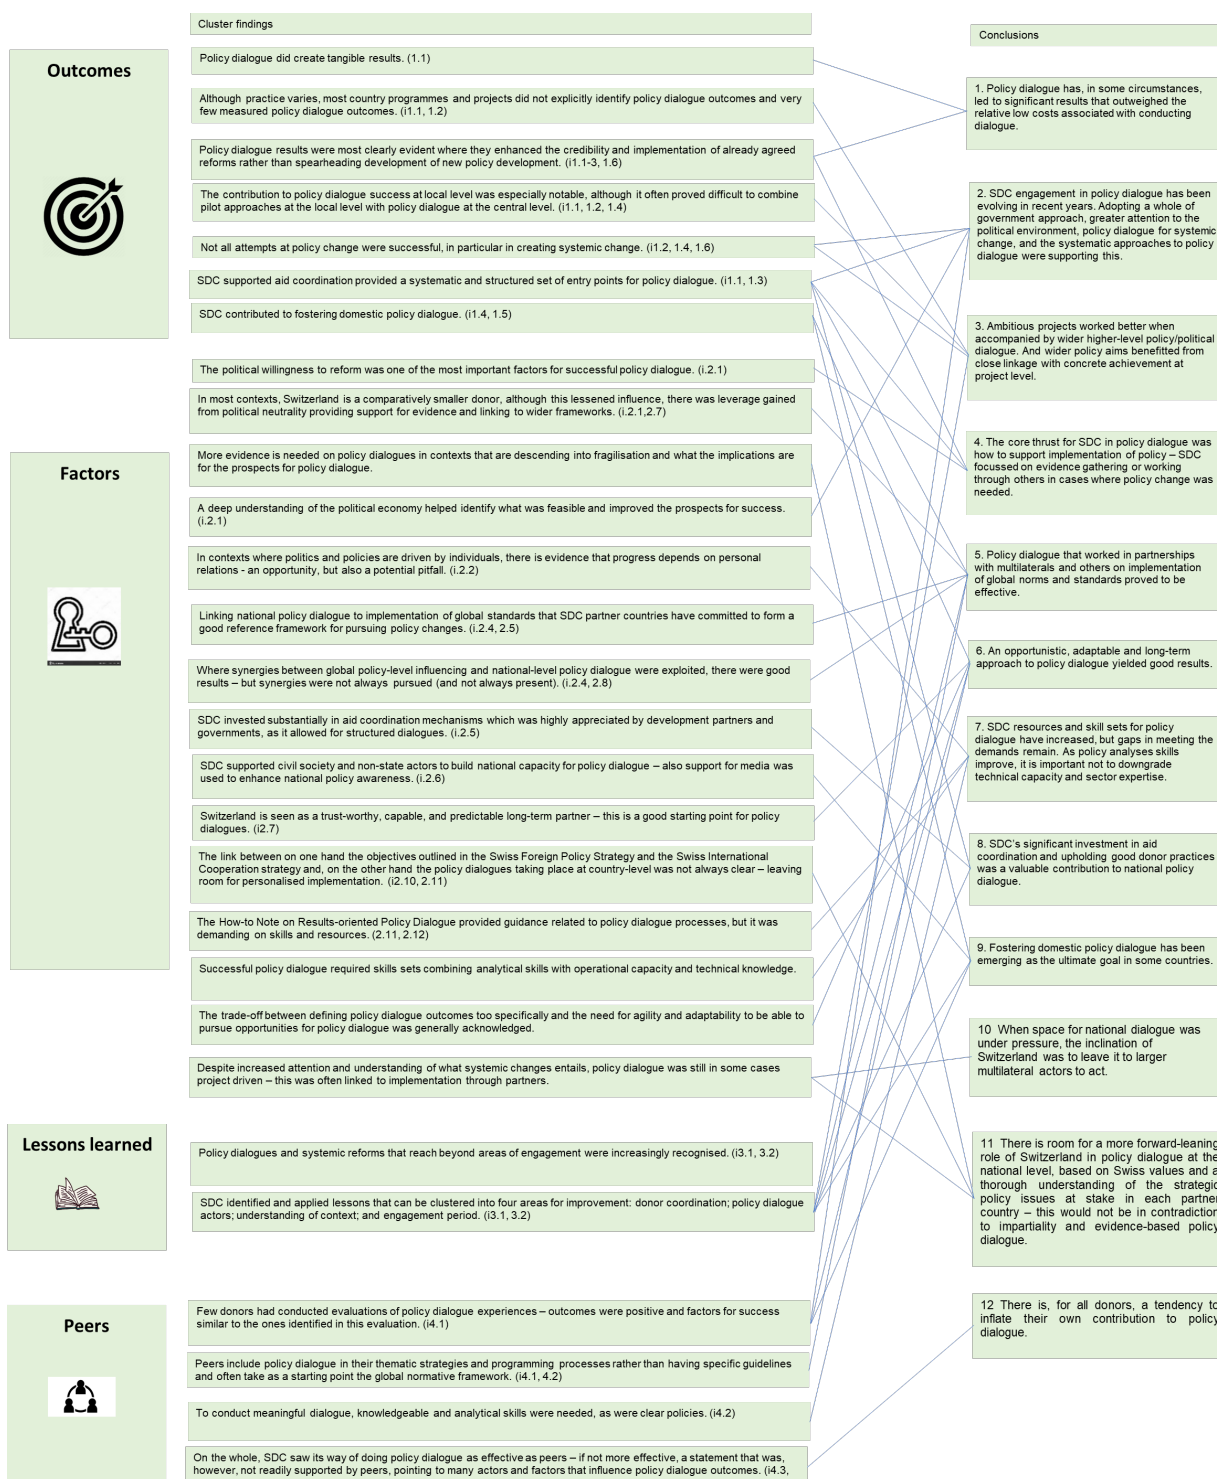 Cluster findings
Outcomes
Policy dialogue did create tangible results. (1.1)
Although practice varies, most country programmes and projects did not explicitly identify policy dialogue outcomes and very
few measured policy dialogue outcomes. (i1.1, 1.2)
Policy dialogue results were most clearly evident where they enhanced the credibility and implementation of already agreed
reforms rather than spearheading development of new policy development. (i1.1-3, 1.6)
The contribution to policy dialogue success at local level was especially notable, although it often proved difficult to combine
pilot approaches at the local level with policy dialogue at the central level. (i1.1, 1.2, 1.4)
Not all attempts at policy change were successful, in particular in creating systemic change. (i1.2, 1.4, 1.6)
SDC supported aid coordination provided a systematic and structured set of entry points for policy dialogue. (i1.1, 1.3)
SDC contributed to fostering domestic policy dialogue. (i1.4, 1.5)
The political willingness to reform was one of the most important factors for successful policy dialogue. (i.2.1)
In most contexts, Switzerland is a comparatively smaller donor, although this lessened influence, there was leverage gained
from political neutrality providing support for evidence and linking to wider frameworks. (i.2.1,2.7)
Factors
More evidence is needed on policy dialogues in contexts that are descending into fragilisation and what the implications are
for the prospects for policy dialogue.
A deep understanding of the political economy helped identify what was feasible and improved the prospects for success.
(i.2.1)
In contexts where politics and policies are driven by individuals, there is evidence that progress depends on personal
relations - an opportunity, but also a potential pitfall. (i.2.2)
Linking national policy dialogue to implementation of global standards that SDC partner countries have committed to form a
good reference framework for pursuing policy changes. (i.2.4, 2.5)
Where synergies between global policy-level influencing and national-level policy dialogue were exploited, there were good
results – but synergies were not always pursued (and not always present). (i.2.4, 2.8)
SDC invested substantially in aid coordination mechanisms which was highly appreciated by development partners and
governments, as it allowed for structured dialogues. (i.2.5)
SDC supported civil society and non-state actors to build national capacity for policy dialogue – also support for media was
used to enhance national policy awareness. (i.2.6)
Switzerland is seen as a trust-worthy, capable, and predictable long-term partner – this is a good starting point for policy
dialogues. (i2.7)
The link between on one hand the objectives outlined in the Swiss Foreign Policy Strategy and the Swiss International
Cooperation strategy and, on the other hand the policy dialogues taking place at country-level was not always clear – leaving
room for personalised implementation. (i2.10, 2.11)
The How-to Note on Results-oriented Policy Dialogue provided guidance related to policy dialogue processes, but it was
demanding on skills and resources. (2.11, 2.12)
Successful policy dialogue required skills sets combining analytical skills with operational capacity and technical knowledge.
The trade-off between defining policy dialogue outcomes too specifically and the need for agility and adaptability to be able to
pursue opportunities for policy dialogue was generally acknowledged.
Despite increased attention and understanding of what systemic changes entails, policy dialogue was still in some cases
project driven – this was often linked to implementation through partners.
Lessons learned
Policy dialogues and systemic reforms that reach beyond areas of engagement were increasingly recognised. (i3.1, 3.2)
SDC identified and applied lessons that can be clustered into four areas for improvement: donor coordination; policy dialogue
actors; understanding of context; and engagement period. (i3.1, 3.2)
Peers
Few donors had conducted evaluations of policy dialogue experiences – outcomes were positive and factors for success
similar to the ones identified in this evaluation. (i4.1)
Peers include policy dialogue in their thematic strategies and programming processes rather than having specific guidelines
and often take as a starting point the global normative framework. (i4.1, 4.2)
To conduct meaningful dialogue, knowledgeable and analytical skills were needed, as were clear policies. (i4.2)
On the whole, SDC saw its way of doing policy dialogue as effective as peers – if not more effective, a statement that was,
however, not readily supported by peers, pointing to many actors and factors that influence policy dialogue outcomes. (i4.3,
Conclusions
1. Policy dialogue has, in some circumstances,
led to significant results that outweighed the
relative low costs associated with conducting
dialogue.
2. SDC engagement in policy dialogue has been
evolving in recent years. Adopting a whole of
government approach, greater attention to the
political environment, policy dialogue for systemic
change, and the systematic approaches to policy
dialogue were supporting this.
3. Ambitious projects worked better when
accompanied by wider higher-level policy/political
dialogue. And wider policy aims benefitted from
close linkage with concrete achievement at
project level.
4. The core thrust for SDC in policy dialogue was
how to support implementation of policy – SDC
focussed on evidence gathering or working
through others in cases where policy change was
needed.
5. Policy dialogue that worked in partnerships
with multilaterals and others on implementation
of global norms and standards proved to be
effective.
6. An opportunistic, adaptable and long-term
approach to policy dialogue yielded good results.
7. SDC resources and skill sets for policy
dialogue have increased, but gaps in meeting the
demands remain. As policy analyses skills
improve, it is important not to downgrade
technical capacity and sector expertise.
8. SDC's significant investment in aid
coordination and upholding good donor practices
was a valuable contribution to national policy
dialogue.
9. Fostering domestic policy dialogue has been
emerging as the ultimate goal in some countries.
10 When space for national dialogue was
under pressure, the inclination of
Switzerland was to leave it to larger
multilateral actors to act.
11 There is room for a more forward-leaning
role of Switzerland in policy dialogue at the
national level, based on Swiss values and a
thorough understanding of the strategic
policy issues at stake in each partner
country – this would not be in contradiction
to impartiality and evidence-based policy
dialogue.
12 There is, for all donors, a tendency to
inflate their own contribution to policy
dialogue.